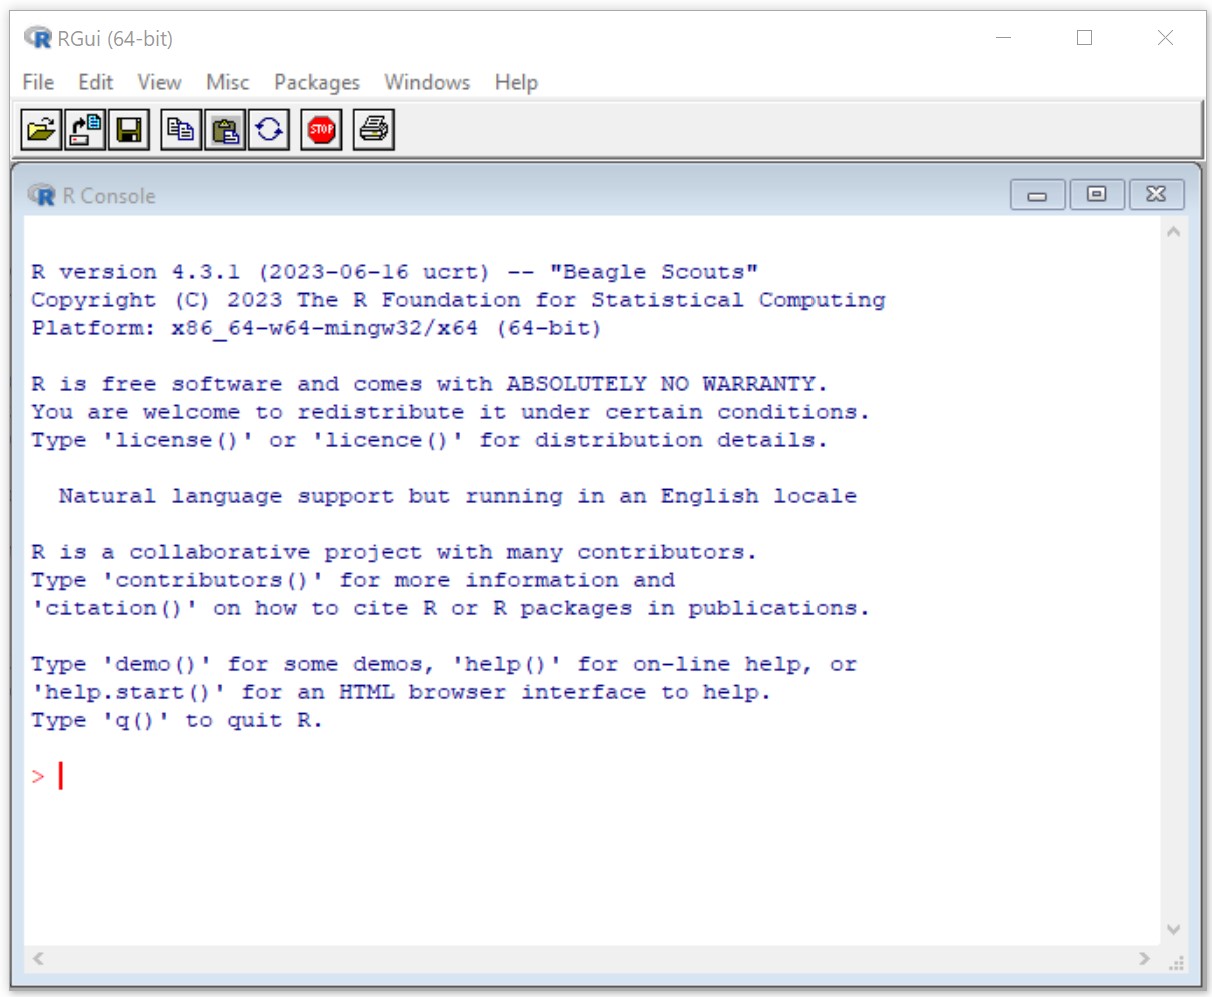 RGui (64-bit)
File Edit View Misc Packages Windows Help
STOP
R Console
R version 4.3.1 (2023-06-16 ucrt) -- "Beagle Scouts"
Copyright (C) 2023 The R Foundation for Statistical Computing
Platform: x86_64-w64-mingw32/x64 (64-bit)
R is free software and comes with ABSOLUTELY NO WARRANTY.
You are welcome to redistribute it under certain conditions.
Type 'license()' or 'licence()' for distribution details.
Natural language support but running in an English locale
R is a collaborative project with many contributors.
Type 'contributors()' for more information and
'citation()' on how to cite R or R packages in publications.
Type 'demo()' for some demos, 'help()' for on-line help, or
'help.start()' for an HTML browser interface to help.
Type 'q()' to quit R.
>